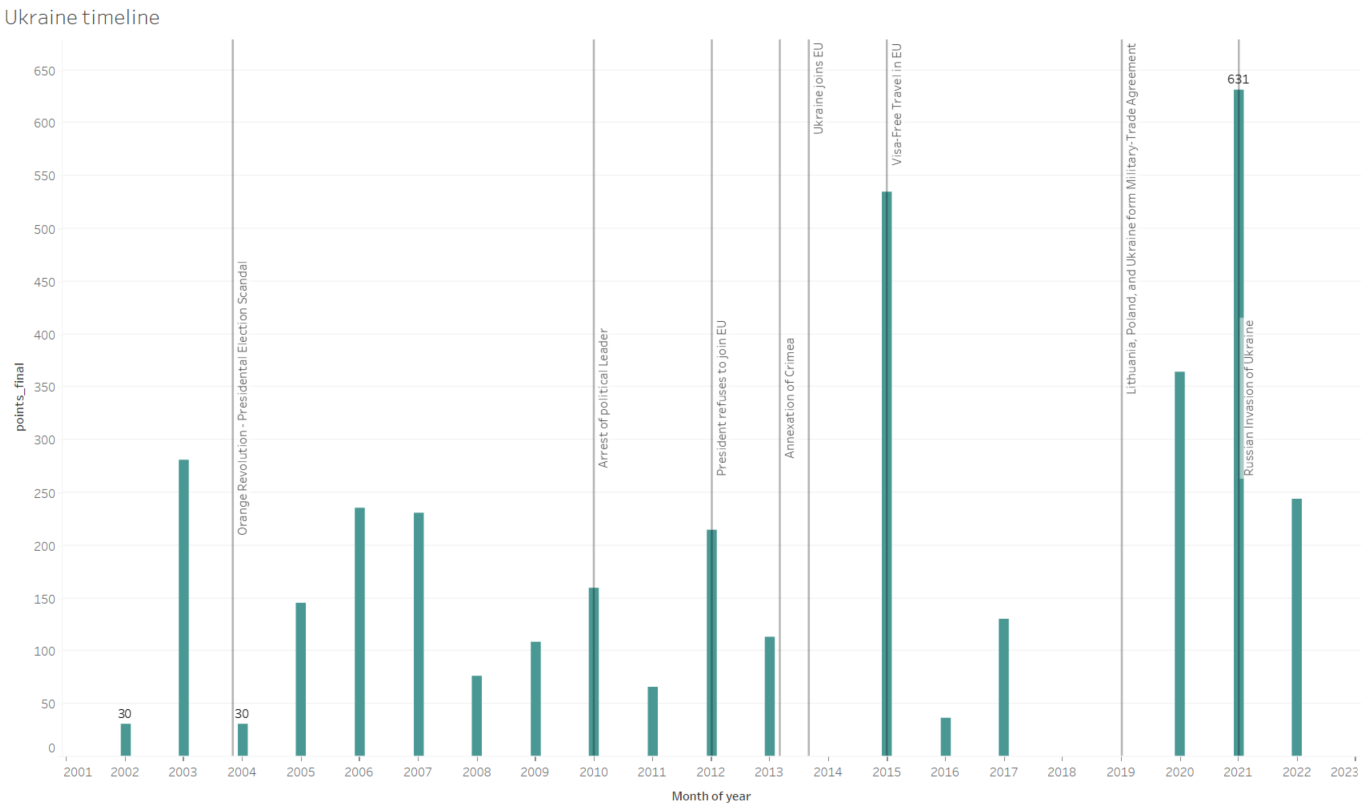 Ukraine timeline
650
600
550
500
450
400
350
300
250
200
150
100
50
0
points_final
30
30
631
Orange Revolution - Presidental Election Scandal
Arrest of political Leader
President refuses to join EU
Annexation of Crimea
Ukraine joins EU
Visa-Free Travel in EU
Lithuania, Poland, and Ukraine form Military-Trade Agreement
Russian Invasion of Ukraine
2001 2002 2003 2004 2005 2006 2007 2008 2009 2010 2011 2012 2013 2014 2015 2016 2017 2018 2019 2020 2021 2022 2023
Month of year